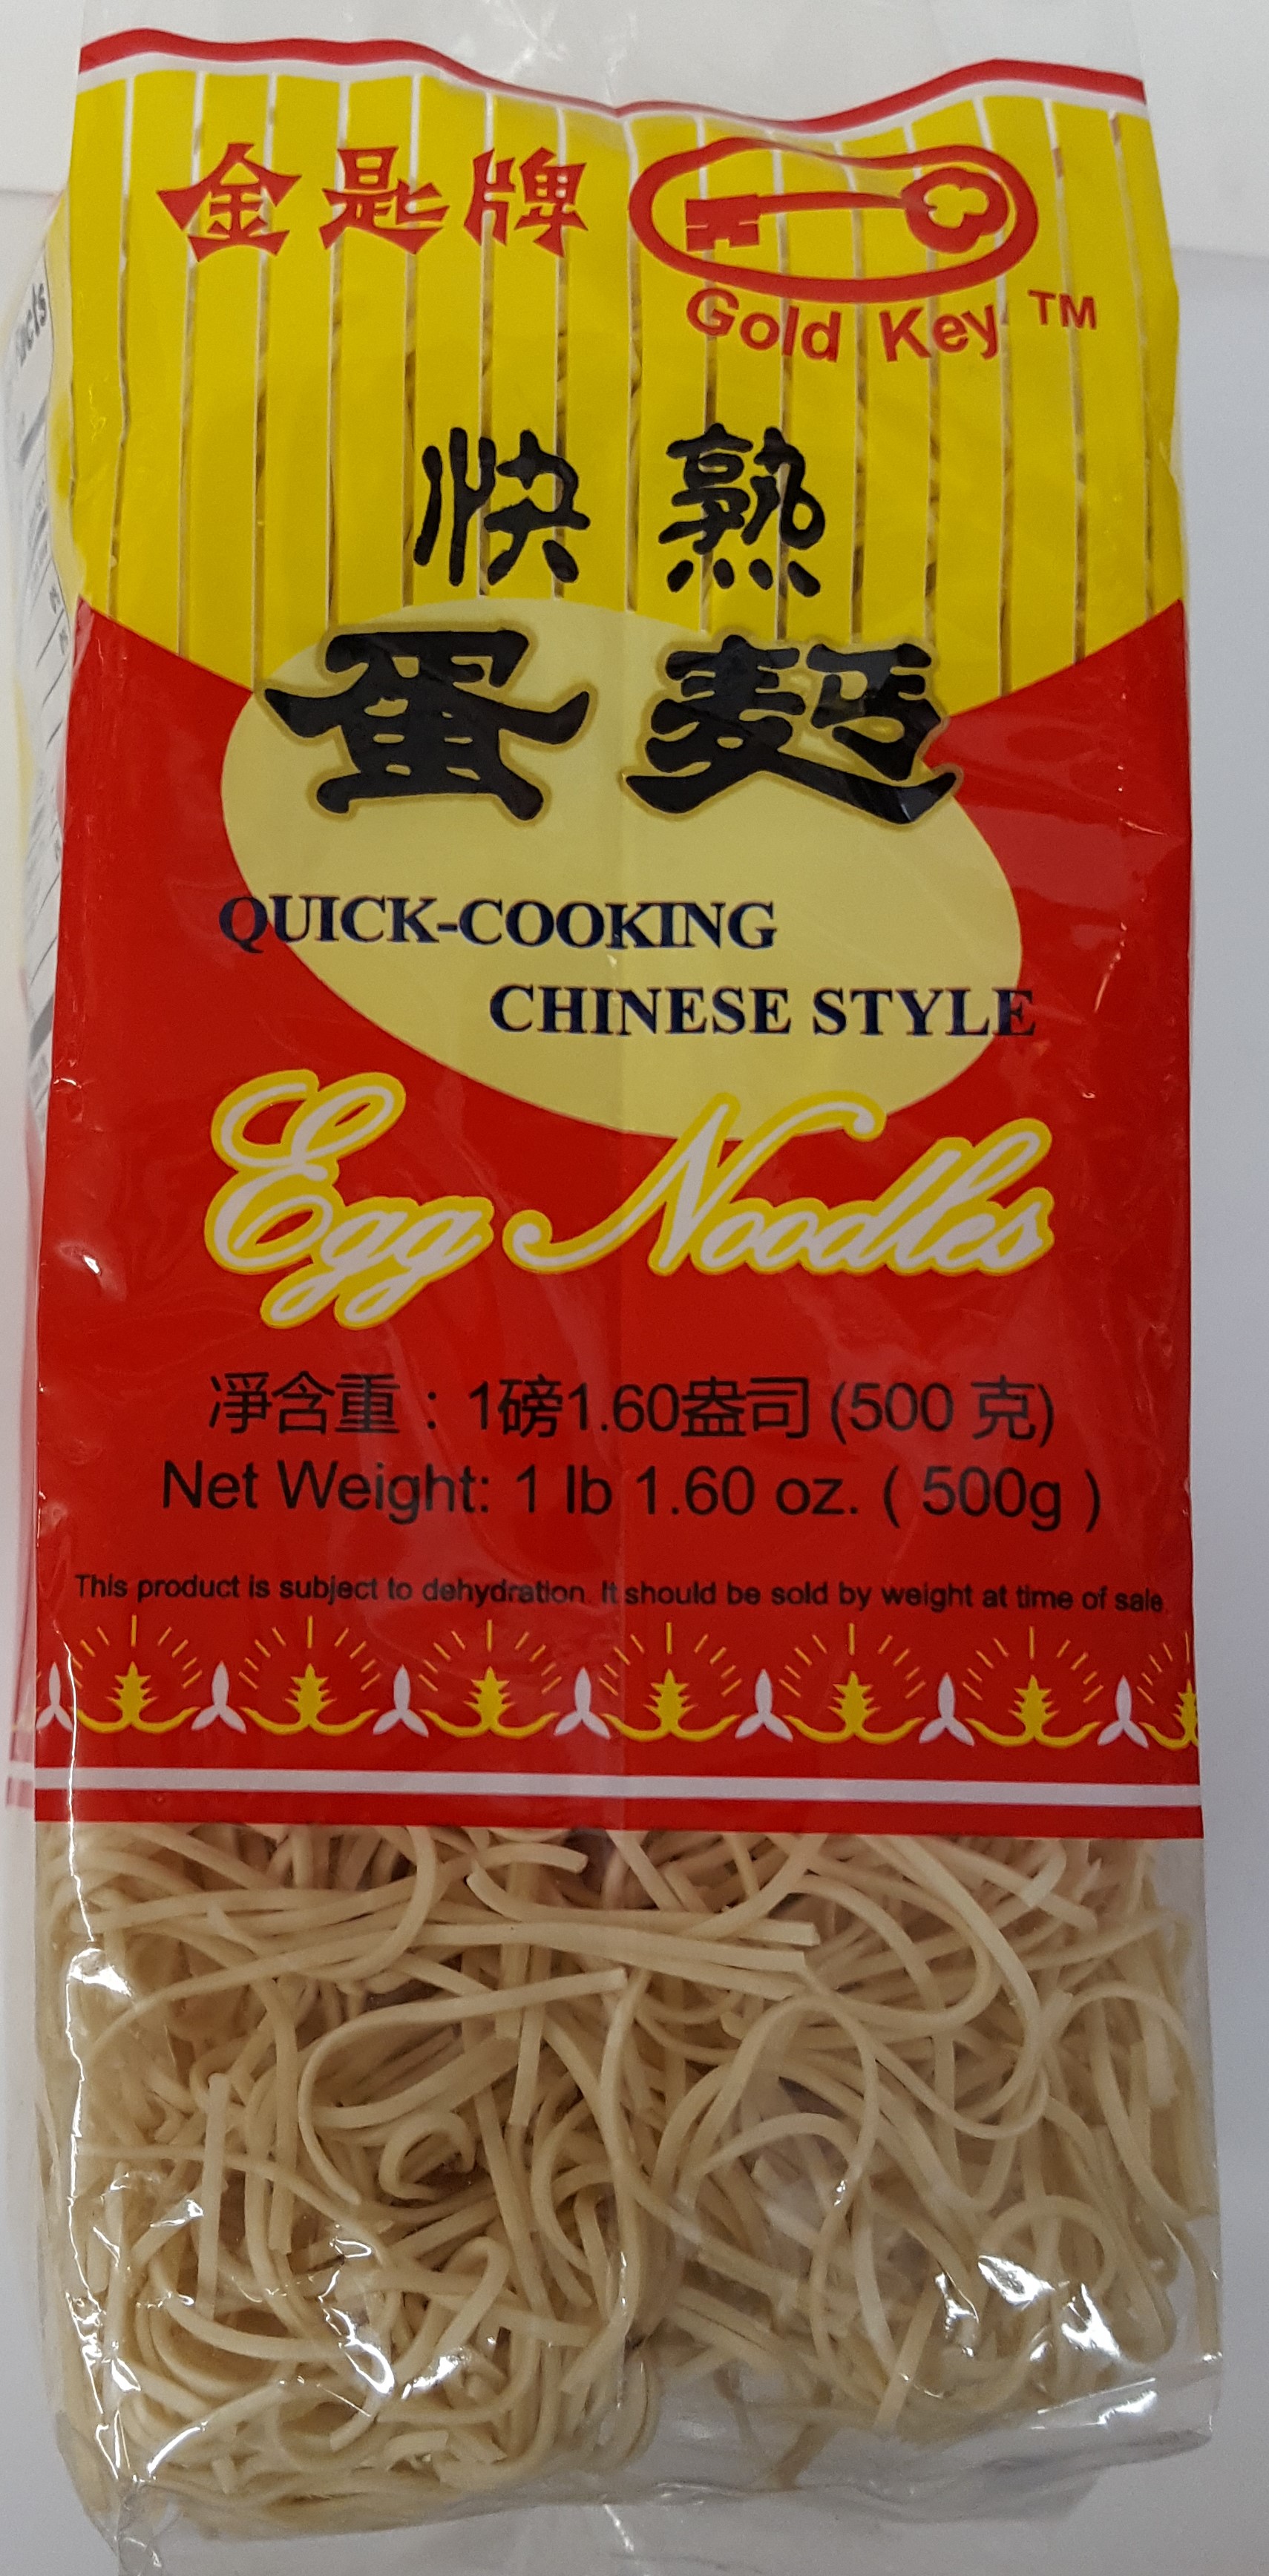 金匙牌
Gold Key TM
快熟
蛋麵
QUICK-COOKING
CHINESE STYLE
Egg Noodles
淨含重：1磅1.60盎司 (500 克)
Net Weight: 1 lb 1.60 oz. ( 500g )
This product is subject to dehydration. It should be sold by weight at time of sale.